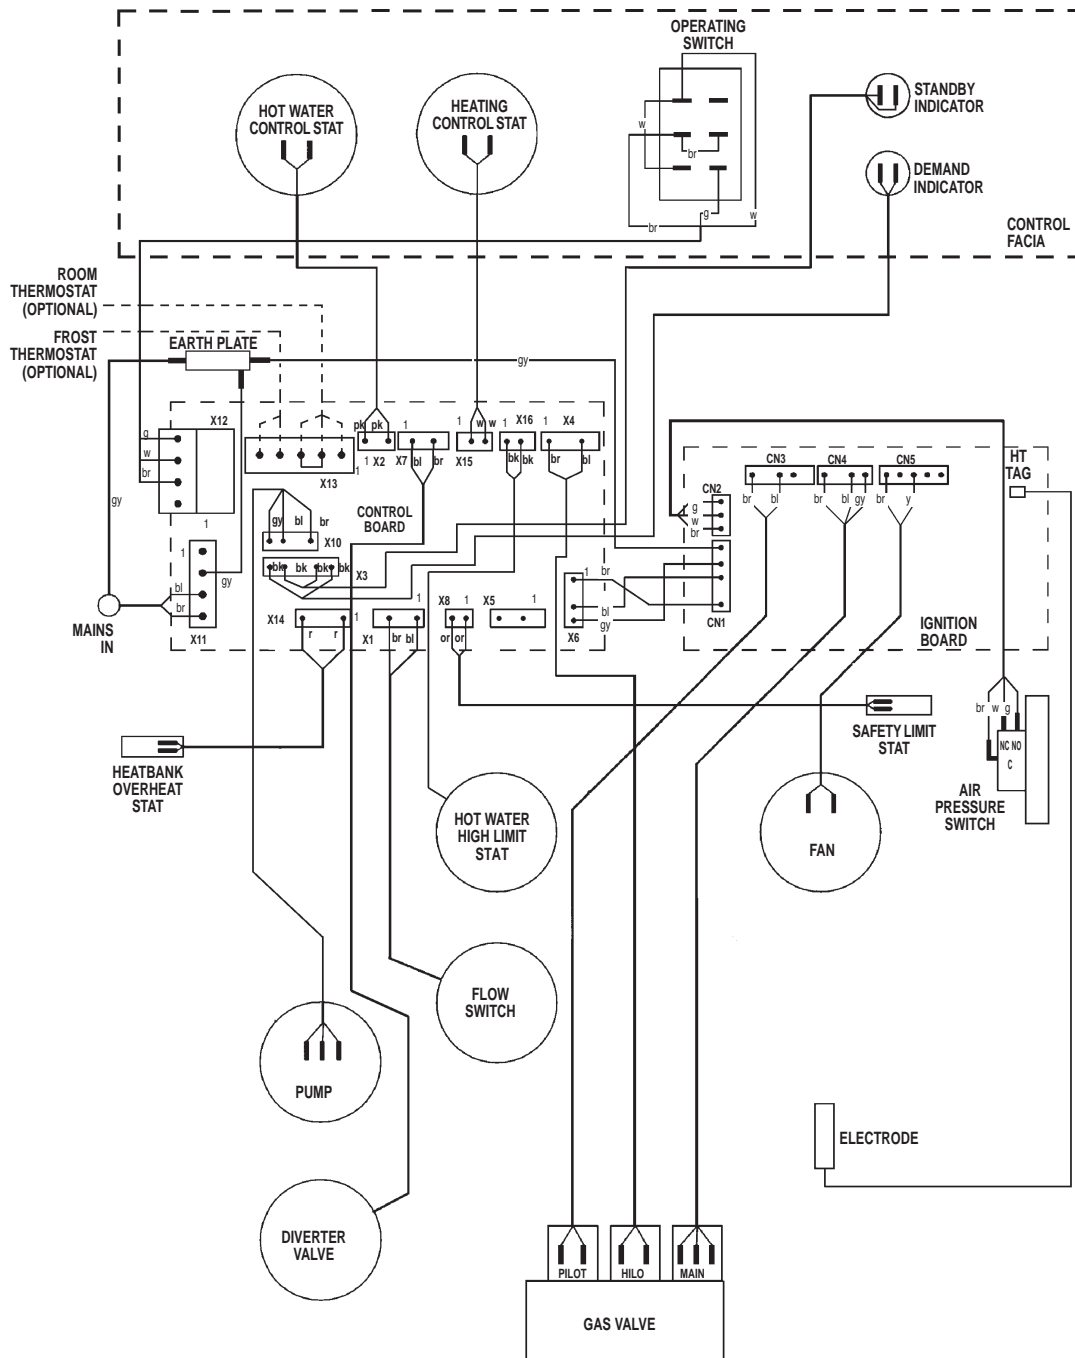 OPERATING
SWITCH
HOT WATER
CONTROL STAT
HEATING
CONTROL STAT
STANDBY
INDICATOR
DEMAND
INDICATOR
w
br
br
g
w
CONTROL
FACIA
ROOM
THERMOSTAT
(OPTIONAL)
FROST
THERMOSTAT
(OPTIONAL)
EARTH PLATE
gy
gy
X12
g
w
br
1
X13
1
pk pk
1 X2
X7
1
bl br
1 w w
X15
1 X16
bk bk
1 X4
br bl
CONTROL
BOARD
gy bl br
X10
bk bk bk bk
X3
1
gy
bl
br
X11
MAINS
IN
X14
1
r r
X1
1
br bl
X8 1
or or
X5 1
1
br
bl
gy
X6
CN2
g
w
br
CN1
CN3
br bl
CN4
br bl gy
CN5
br y
HT
TAG
IGNITION
BOARD
br w g
NC NO
C
AIR
PRESSURE
SWITCH
SAFETY LIMIT
STAT
HEATBANK
OVERHEAT
STAT
HOT WATER
HIGH LIMIT
STAT
FAN
FLOW
SWITCH
PUMP
ELECTRODE
DIVERTER
VALVE
PILOT
HILO
MAIN
GAS VALVE